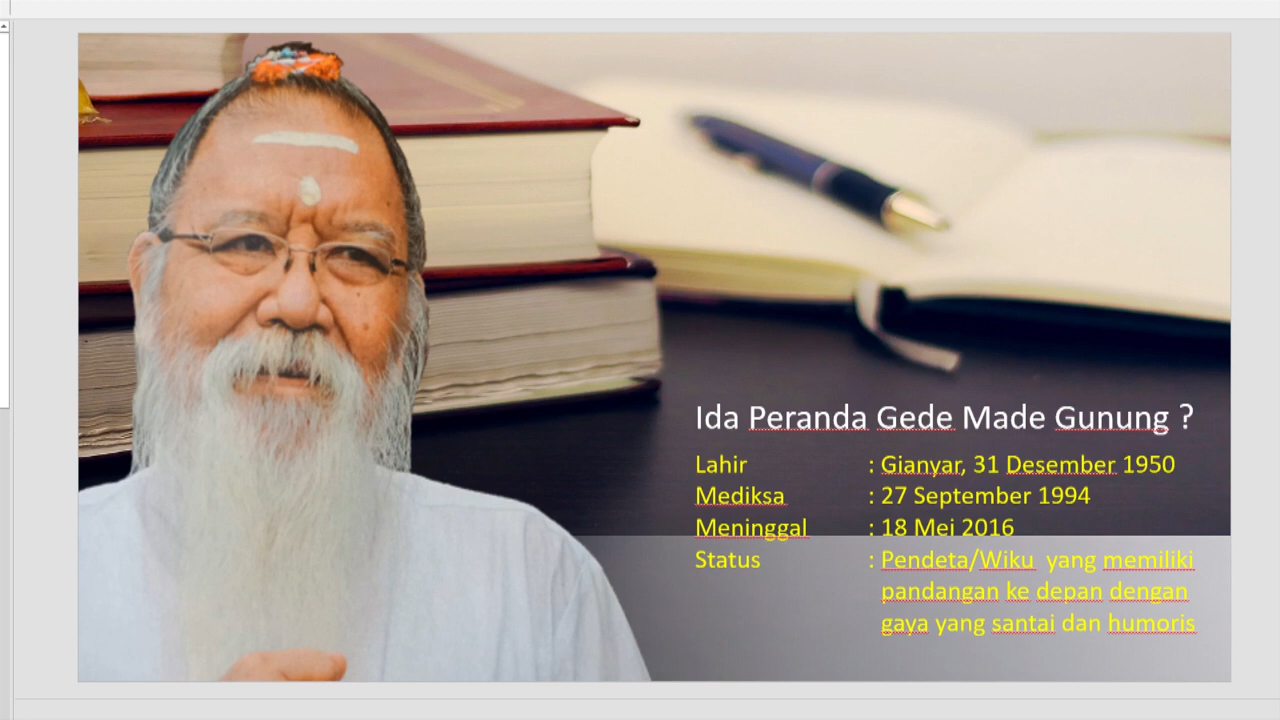 Ida Peranda Gede Made Gunung ?
Lahir : Gianyar, 31 Desember 1950
Mediksa : 27 September 1994
Meninggal : 18 Mei 2016
Status : Pendeta/Wiku yang memiliki
pandangan ke depan dengan
gaya yang santai dan humoris